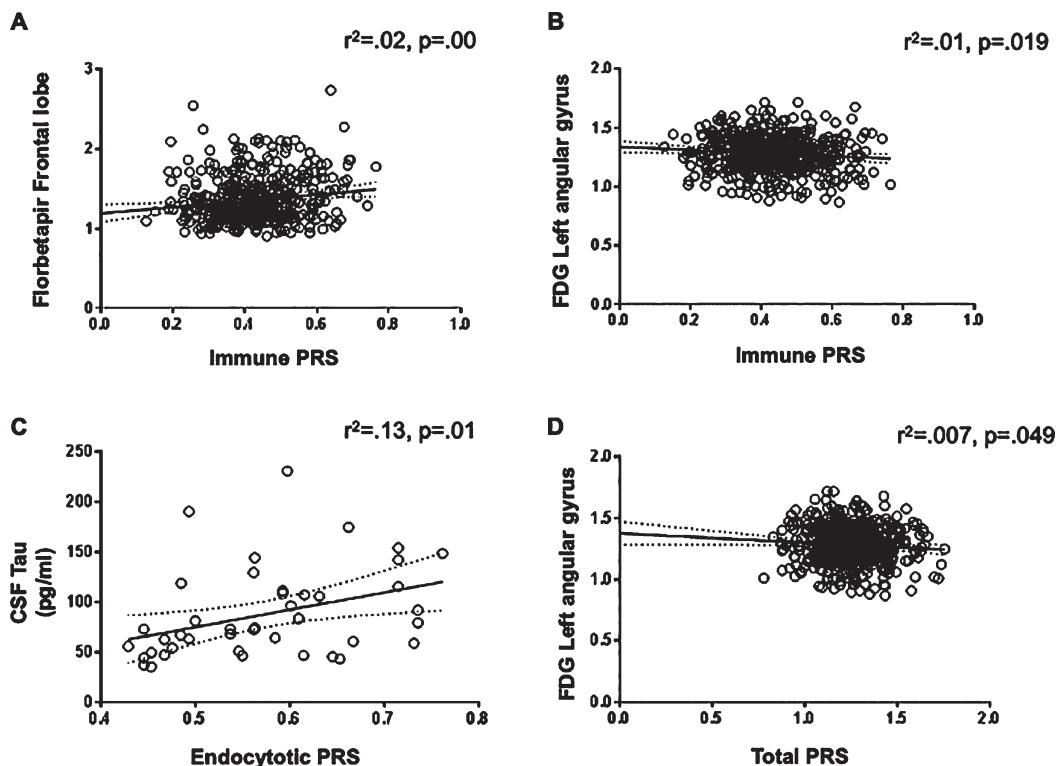 A
r²=.02, p=.00
Florbetapir Frontal lobe
3
2
1
0
0.0 0.2 0.4 0.6 0.8 1.0
Immune PRS
B
r²=.01, p=.019
FDG Left angular gyrus
2.0
1.5
1.0
0.5
0.0
0.0 0.2 0.4 0.6 0.8 1.0
Immune PRS
C
r²=.13, p=.01
CSF Tau
(pg/ml)
250
200
150
100
50
0
0.4 0.5 0.6 0.7 0.8
Endocytotic PRS
D
r²=.007, p=.049
FDG Left angular gyrus
2.0
1.5
1.0
0.5
0.0
0.0 0.5 1.0 1.5 2.0
Total PRS